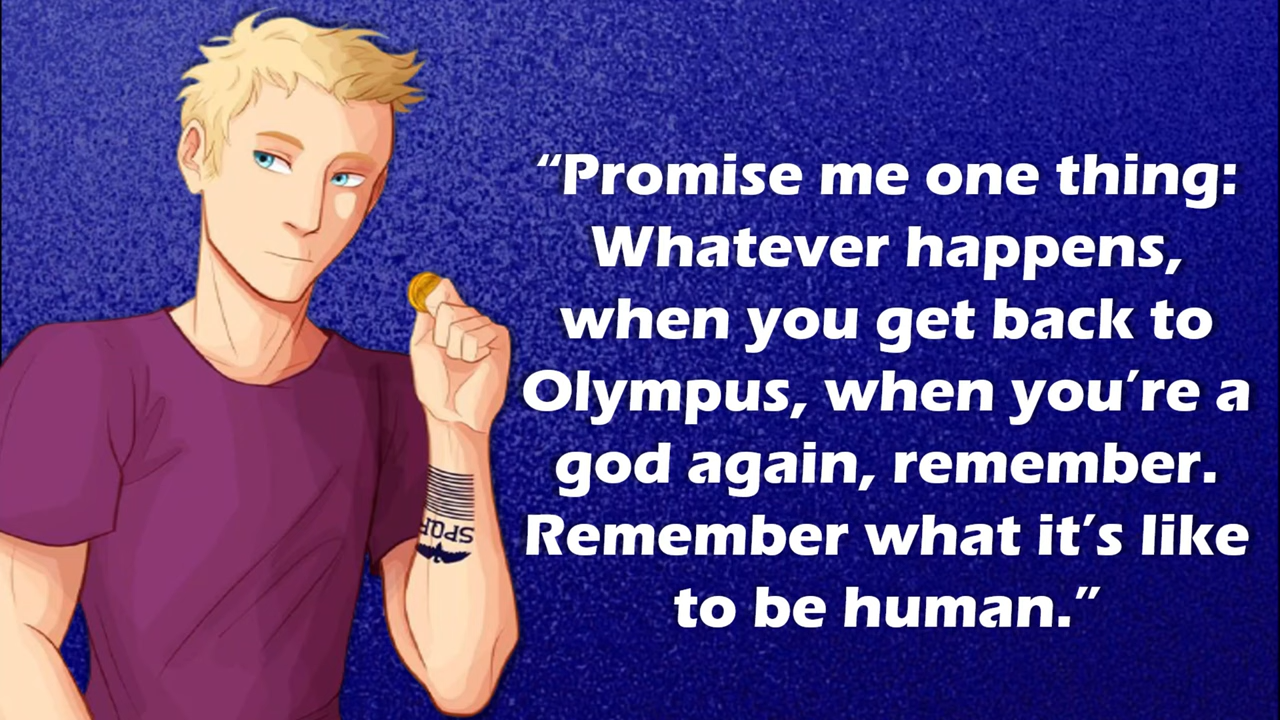 “Promise me one thing:
Whatever happens,
when you get back to
Olympus, when you’re a
god again, remember.
Remember what it’s like
to be human.”
SPQR